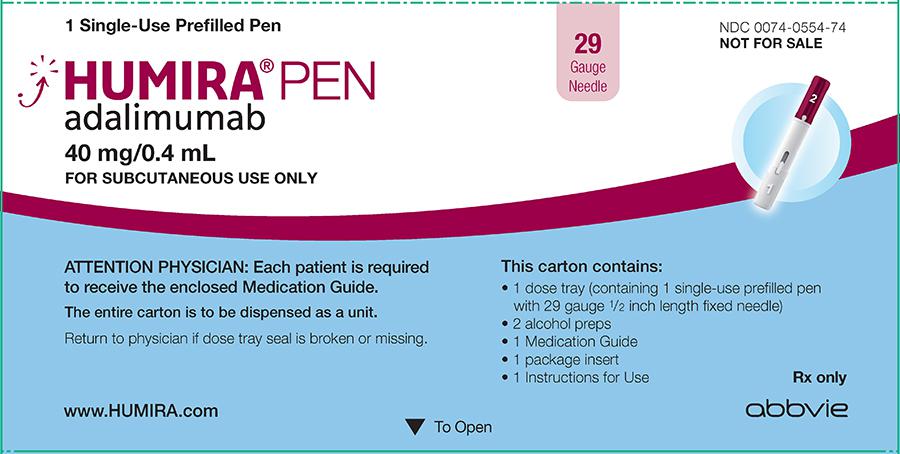 1 Single-Use Prefilled Pen
HUMIRA® PEN
adalimumab
40 mg/0.4 mL
FOR SUBCUTANEOUS USE ONLY
29
Gauge
Needle
NDC 0074-0554-74
NOT FOR SALE
2
1
ATTENTION PHYSICIAN: Each patient is required
to receive the enclosed Medication Guide.
The entire carton is to be dispensed as a unit.
Return to physician if dose tray seal is broken or missing.
www.HUMIRA.com
This carton contains:
• 1 dose tray (containing 1 single-use prefilled pen
with 29 gauge 1/2 inch length fixed needle)
• 2 alcohol preps
• 1 Medication Guide
• 1 package insert
• 1 Instructions for Use
Rx only
abbvie
▼ To Open